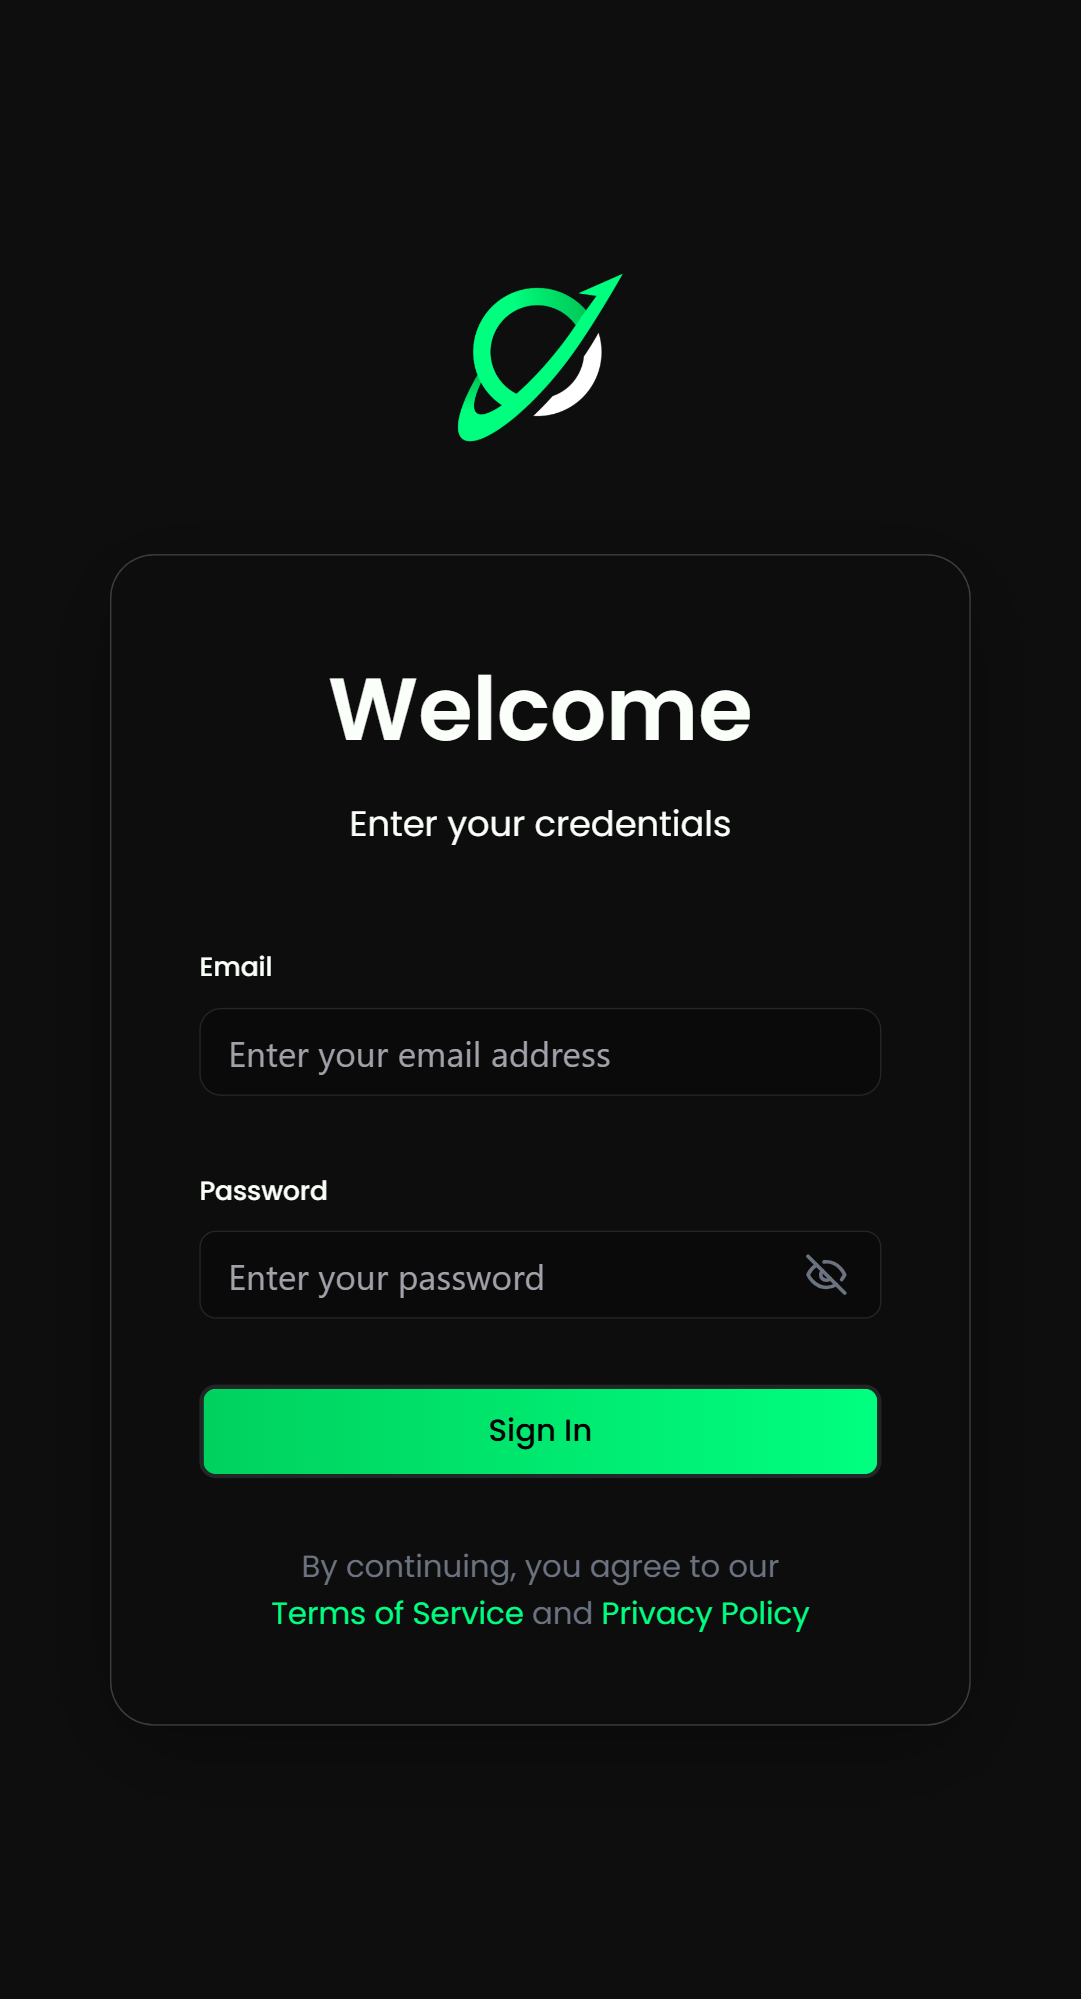 Welcome
Enter your credentials
Email
Enter your email address
Password
Enter your password
Sign In
By continuing, you agree to our
Terms of Service and Privacy Policy